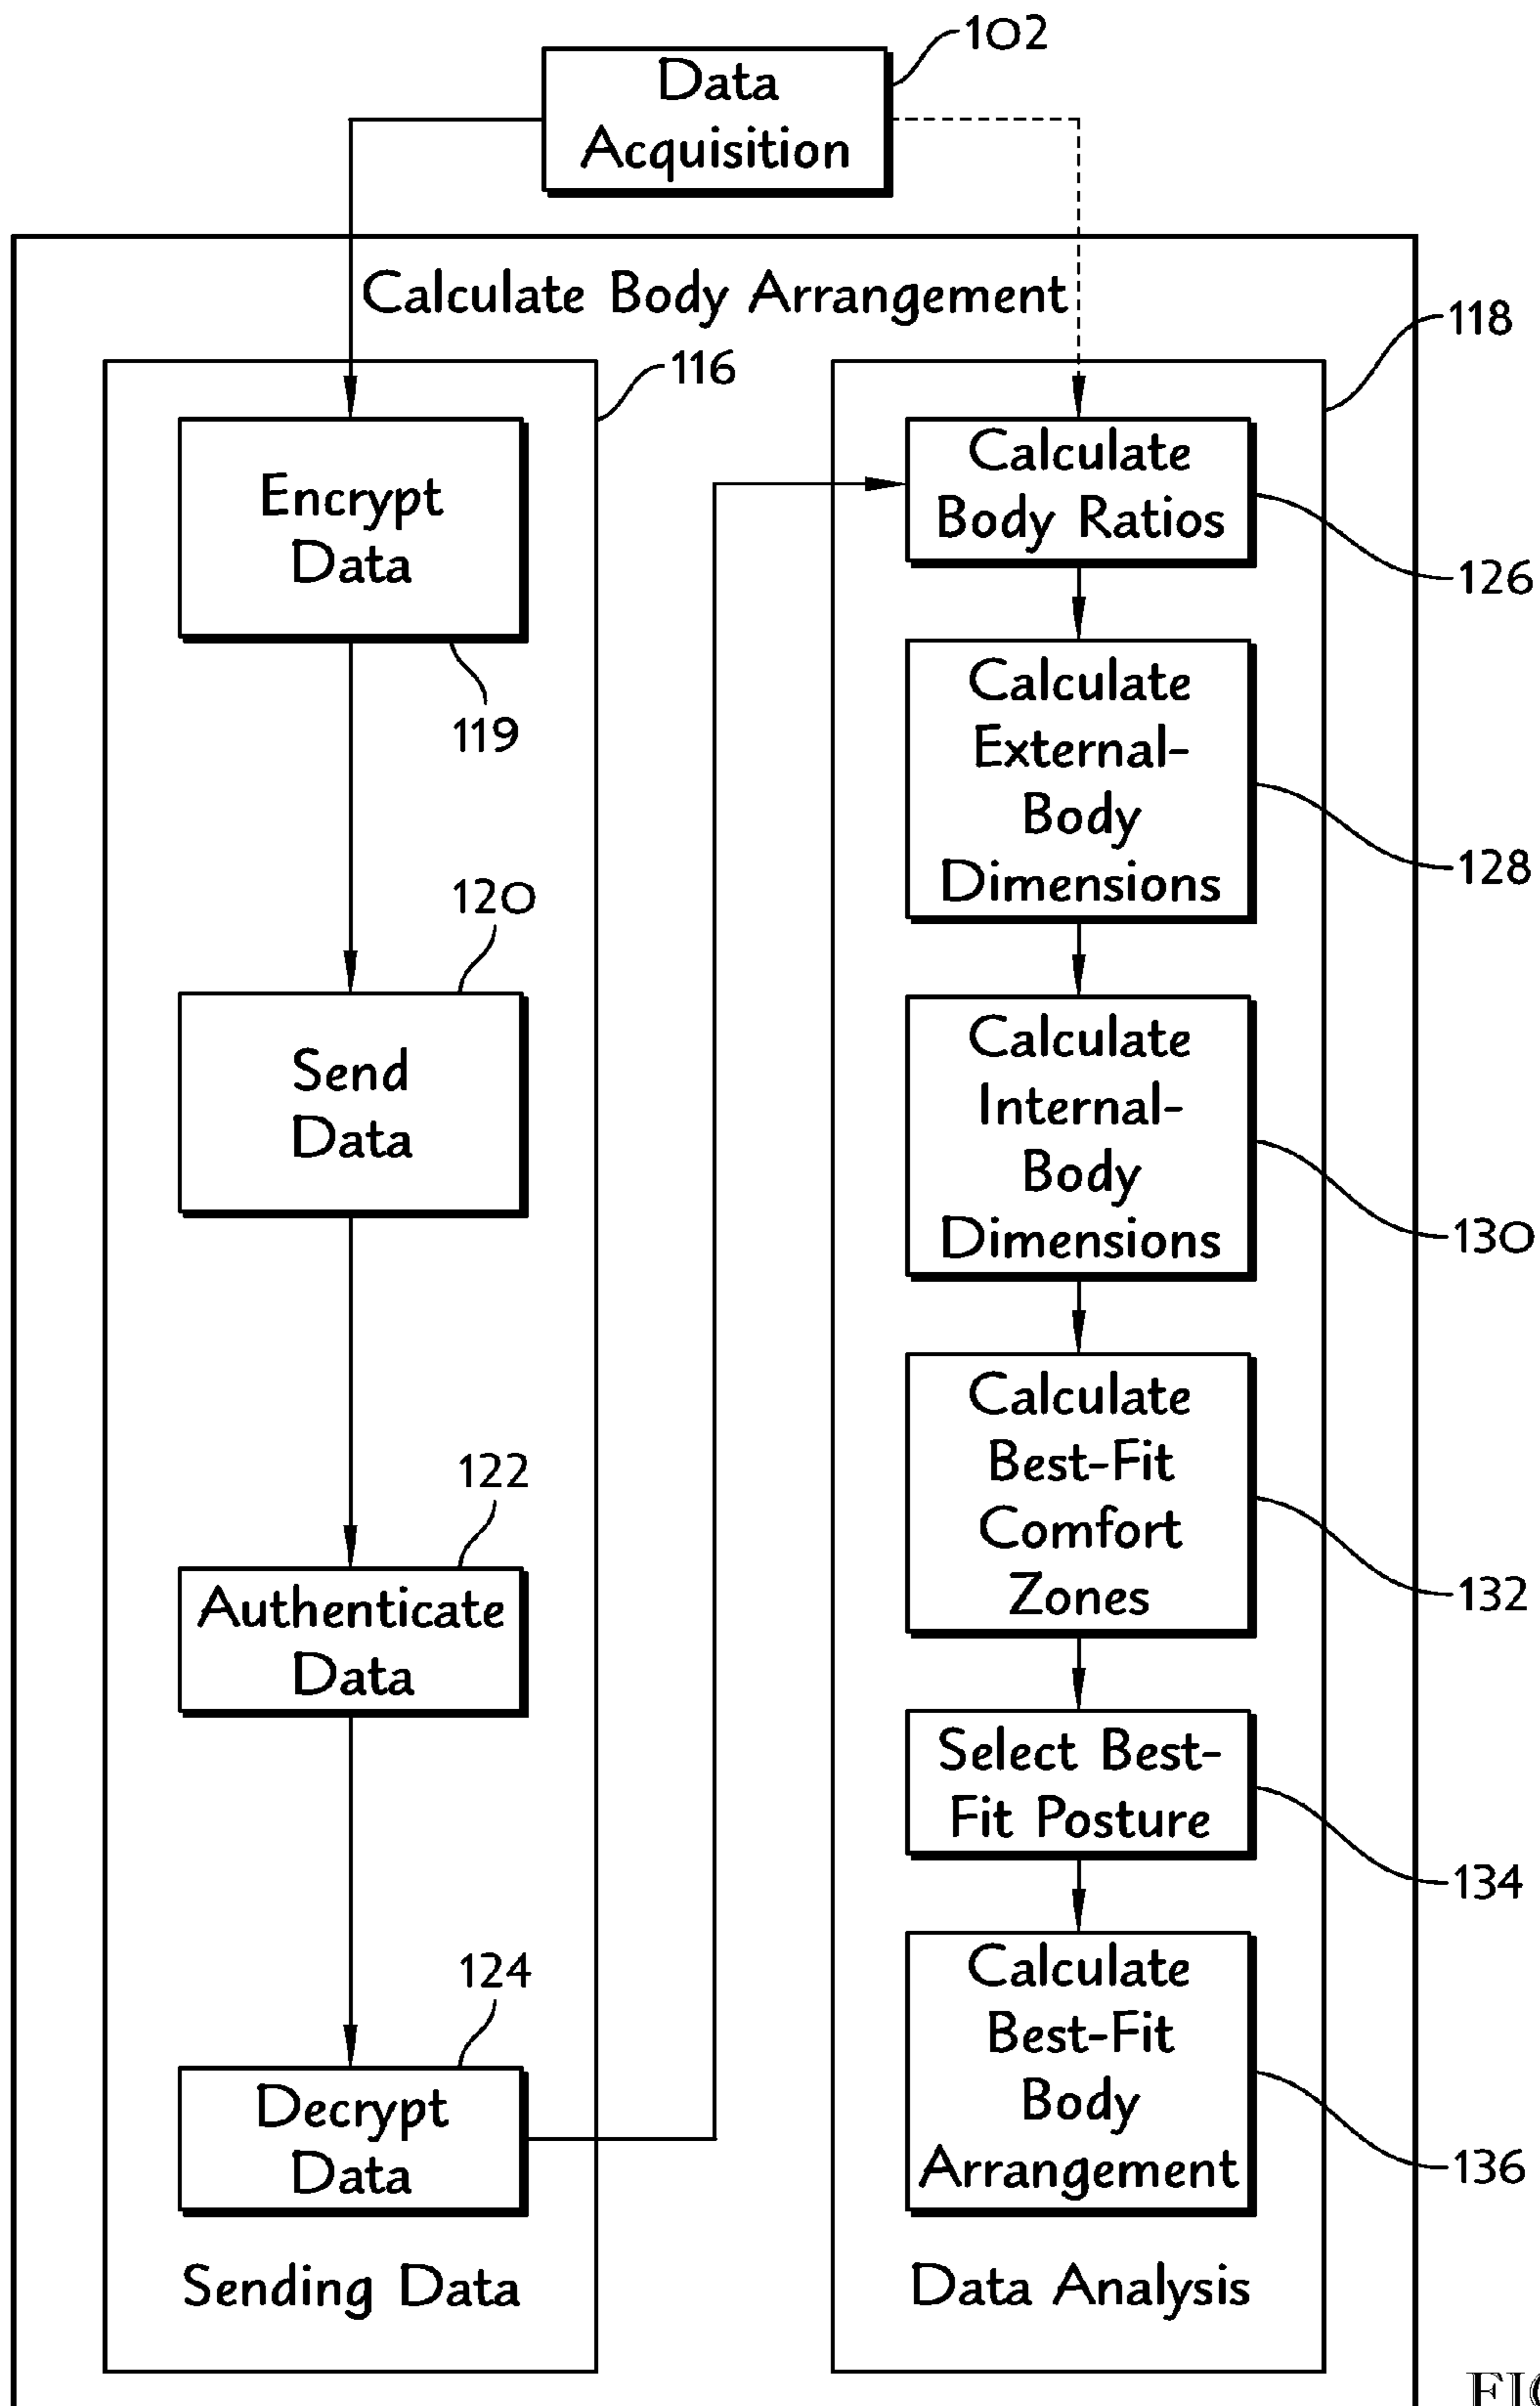 102
Data
Acquisition
Calculate Body Arrangement
118
116
Encrypt
Data
119
120
Send
Data
122
Authenticate
Data
124
Decrypt
Data
Sending Data
Calculate
Body Ratios
126
Calculate
External-
Body
Dimensions
128
Calculate
Internal-
Body
Dimensions
130
Calculate
Best-Fit
Comfort
Zones
132
Select Best-
Fit Posture
134
Calculate
Best-Fit
Body
Arrangement
136
Data Analysis